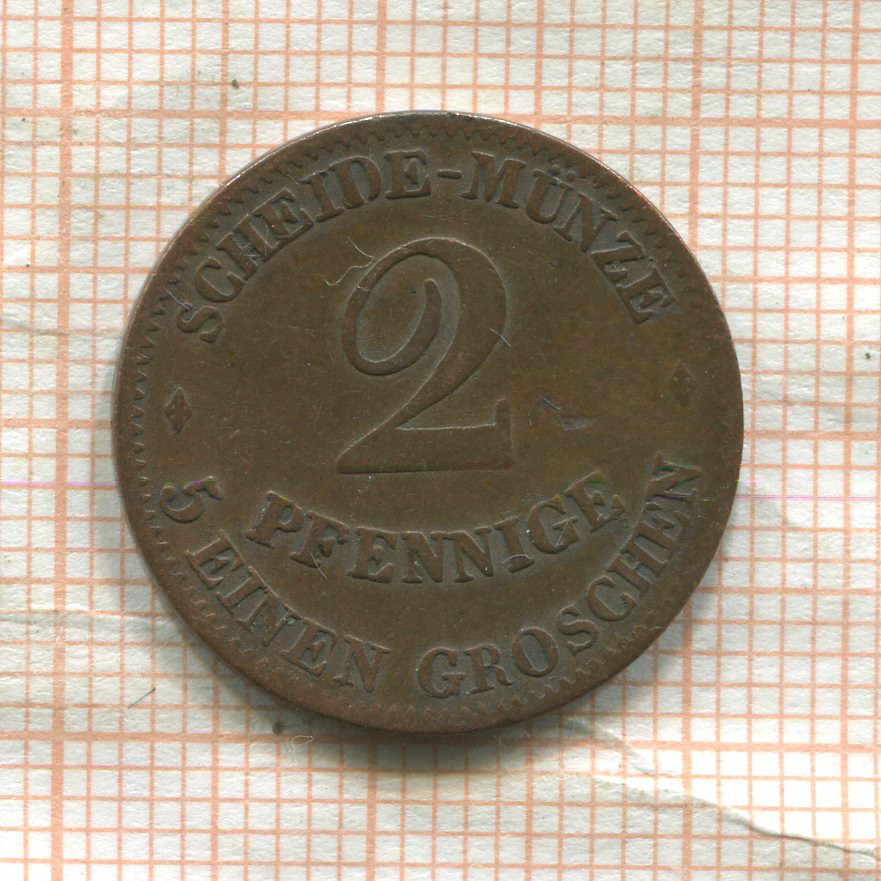 SCHEIDE-MÜNZE
2
PFENNIGE
5 EINEN GROSCHEN